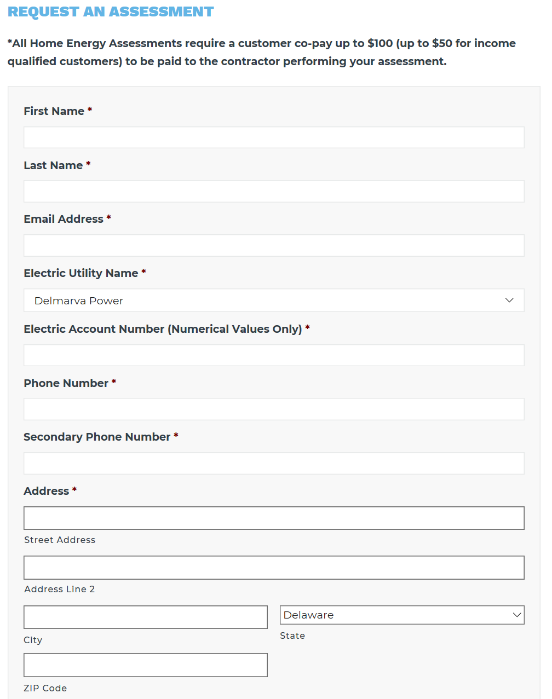 REQUEST AN ASSESSMENT
*All Home Energy Assessments require a customer co-pay up to $100 (up to $50 for income
qualified customers) to be paid to the contractor performing your assessment.
First Name *
Last Name *
Email Address *
Electric Utility Name *
Delmarva Power
Electric Account Number (Numerical Values Only) *
Phone Number *
Secondary Phone Number *
Address *
Street Address
Address Line 2
Delaware
City
State
ZIP Code